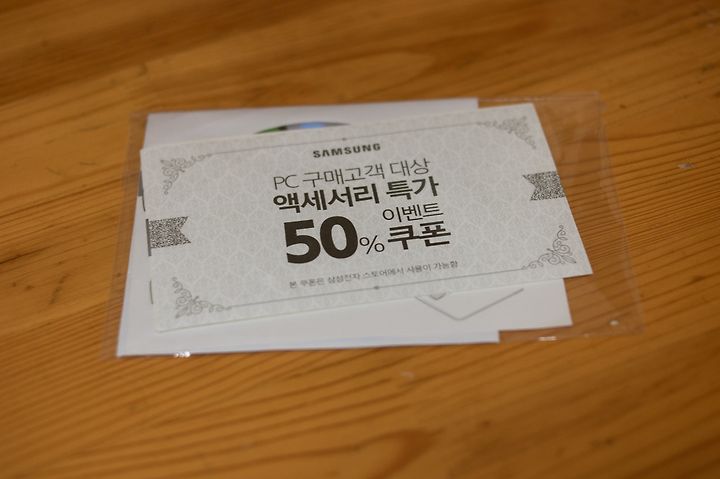 SAMSUNG
PC 구매고객 대상
액세서리 특가
50% 이벤트 쿠폰
본 쿠폰은 삼성전자 스토어에서 사용이 가능함